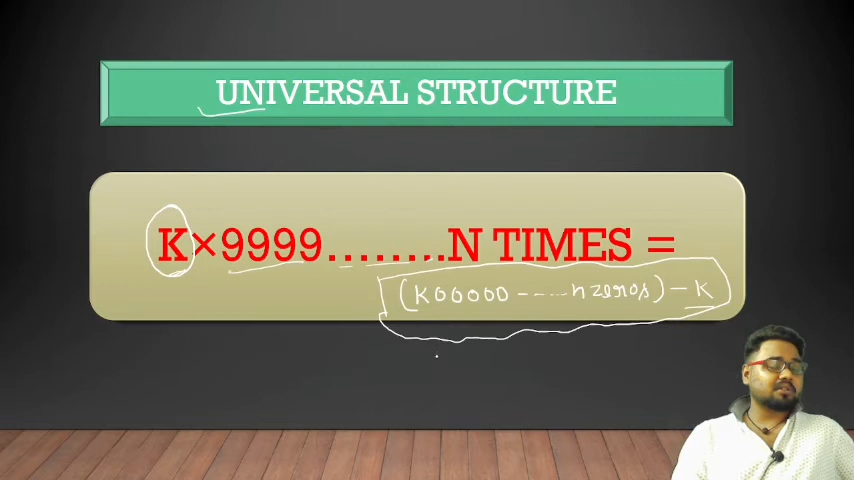 UNIVERSAL STRUCTURE
K×9999........N TIMES =
(K00000 ----- n zeros) - K